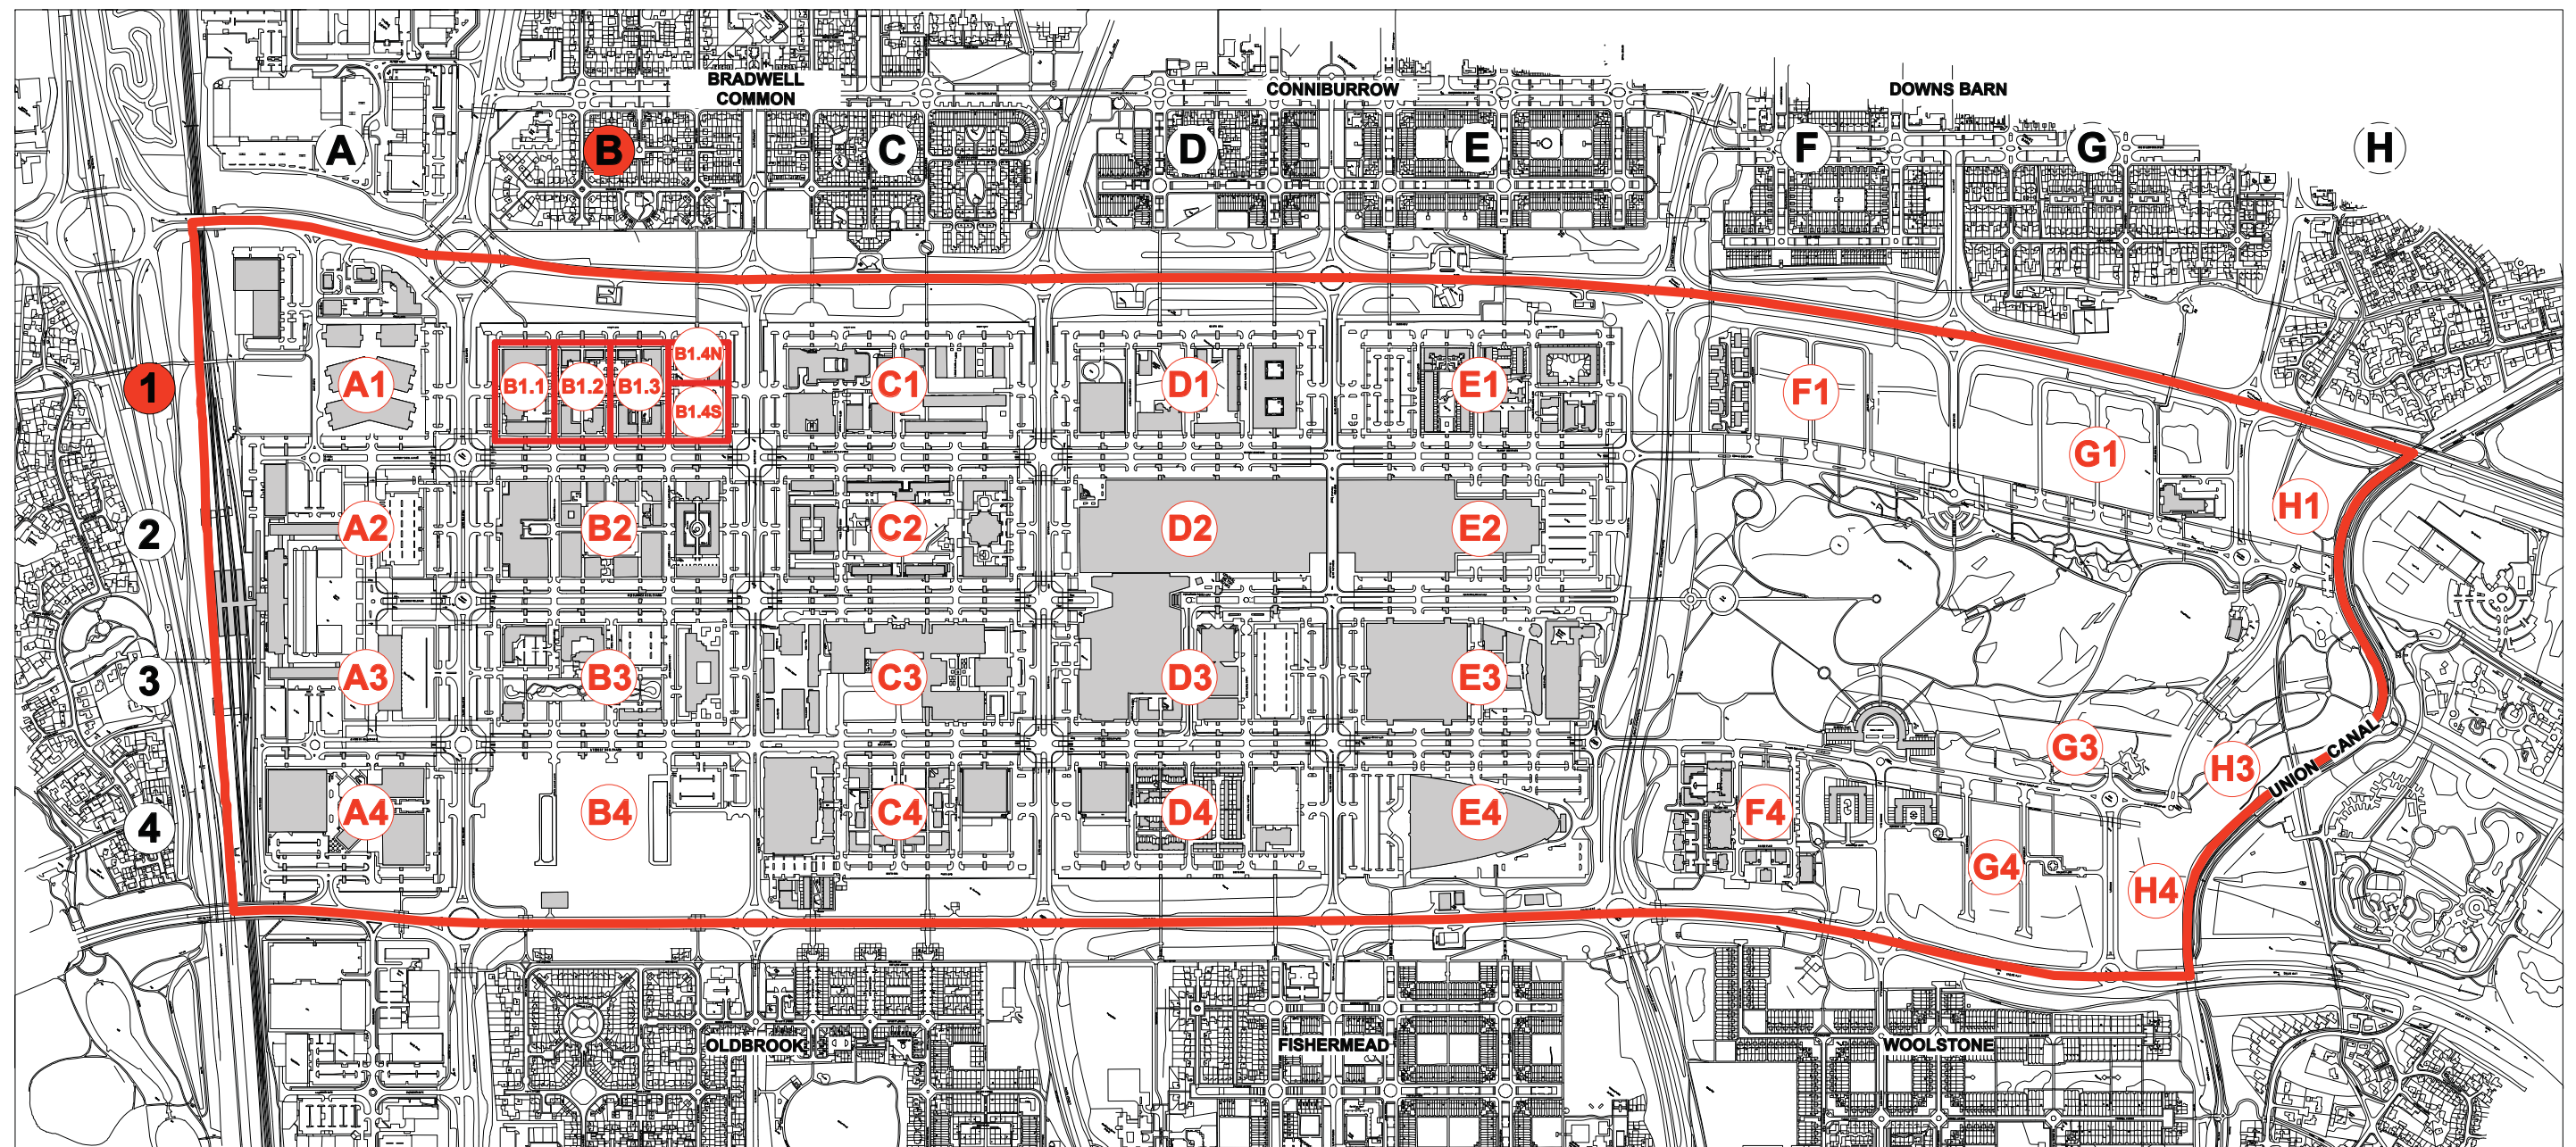 BRADWELL
COMMON
CONNIBURROW
DOWNS BARN
A
B
C
D
E
F
G
H
1
2
3
4
A1
B1.1
B1.2
B1.3
B1.4N
B1.4S
C1
D1
E1
F1
G1
H1
A2
B2
C2
D2
E2
A3
B3
C3
D3
E3
G3
H3
UNION CANAL
A4
B4
C4
D4
E4
F4
G4
H4
OLDBROOK
FISHERMEAD
WOOLSTONE